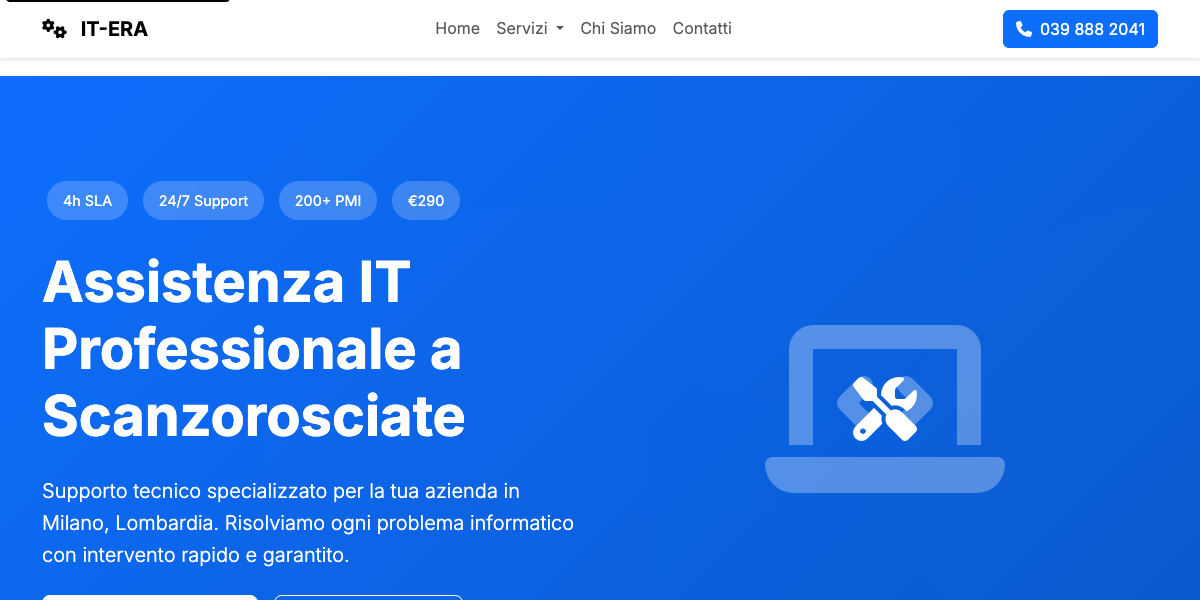 IT-ERA
Home Servizi Chi Siamo Contatti
039 888 2041
4h SLA
24/7 Support
200+ PMI
€290
Assistenza IT
Professionale a
Scanzorosciate
Supporto tecnico specializzato per la tua azienda in
Milano, Lombardia. Risolviamo ogni problema informatico
con intervento rapido e garantito.